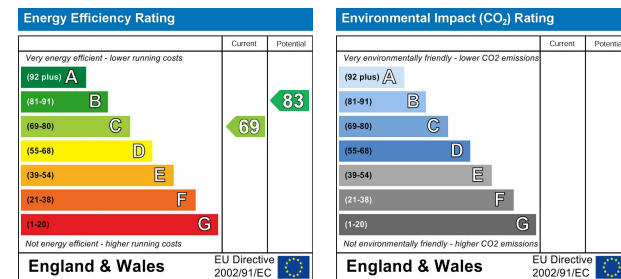 Energy Efficiency Rating
Current Potential
Very energy efficient - lower running costs
(92 plus) A
(81-91) B
83
(69-80) C
69
(55-68) D
(39-54) E
(21-38) F
(1-20) G
Not energy efficient - higher running costs
England & Wales
EU Directive
2002/91/EC
Environmental Impact (CO2) Rating
Current Potential
Very environmentally friendly - lower CO2 emissions
(92 plus) A
(81-91) B
(69-80) C
(55-68) D
(39-54) E
(21-38) F
(1-20) G
Not environmentally friendly - higher CO2 emissions
England & Wales
EU Directive
2002/91/EC